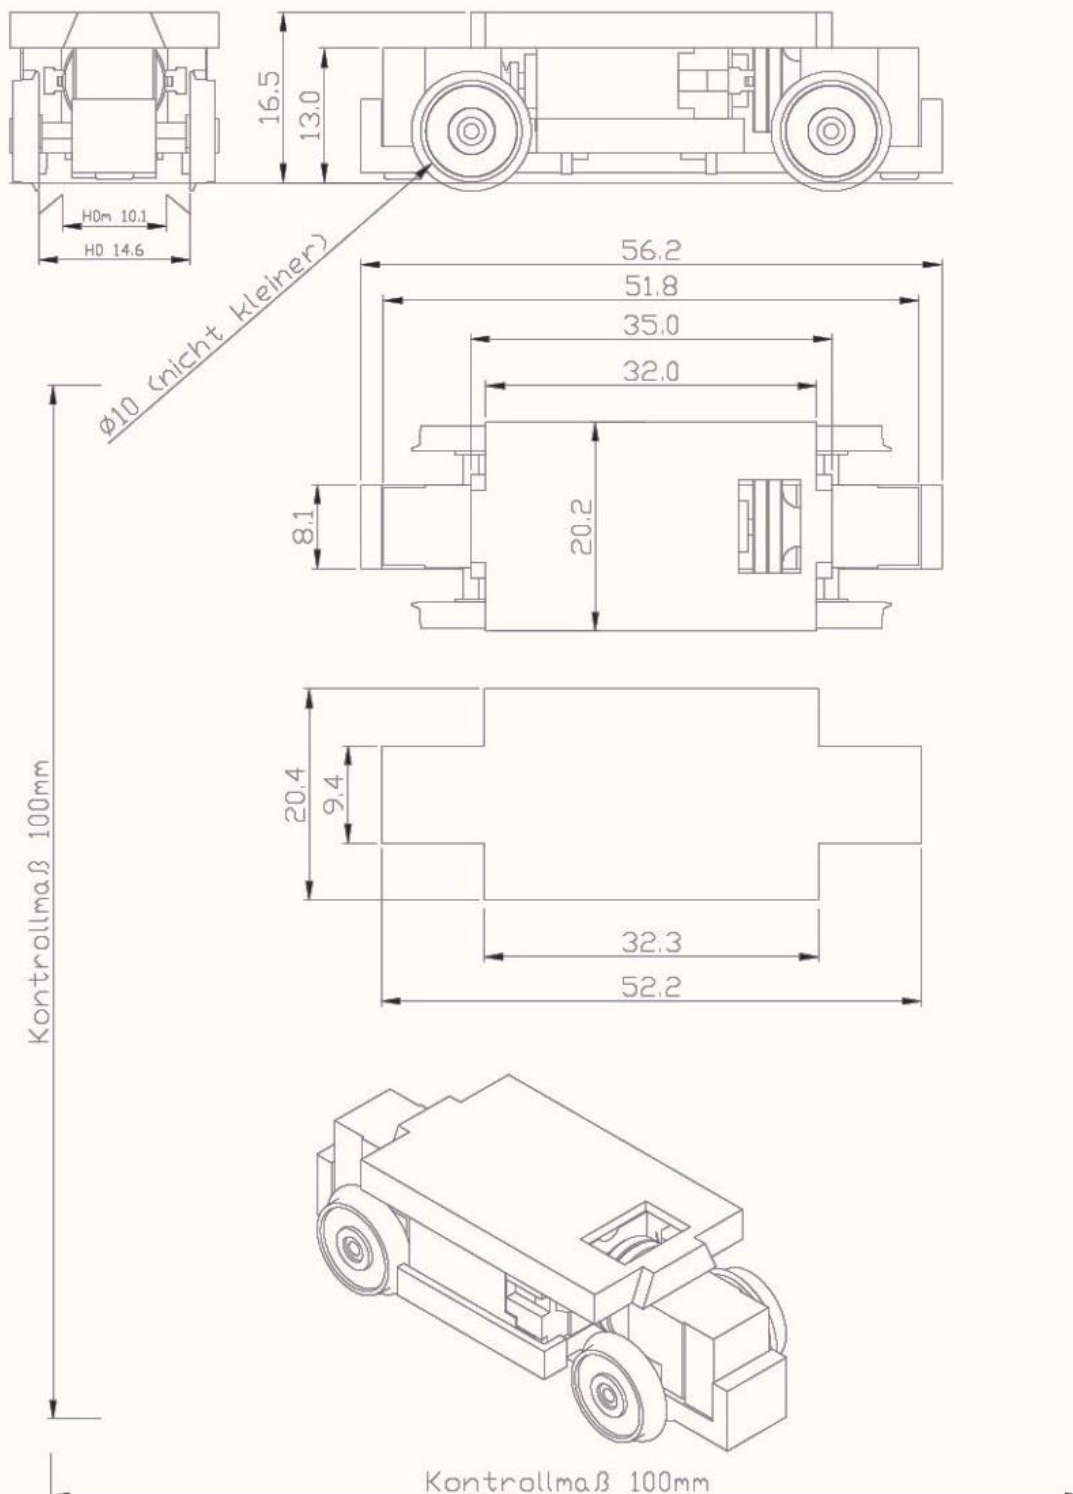 16.5
13.0
H0m 10.1
H0 14.6
Ø10 (nicht kleiner)
56.2
51.8
35.0
32.0
8.1
20.2
20.4
9.4
32.3
52.2
Kontrollmaß 100mm
Kontrollmaß 100mm